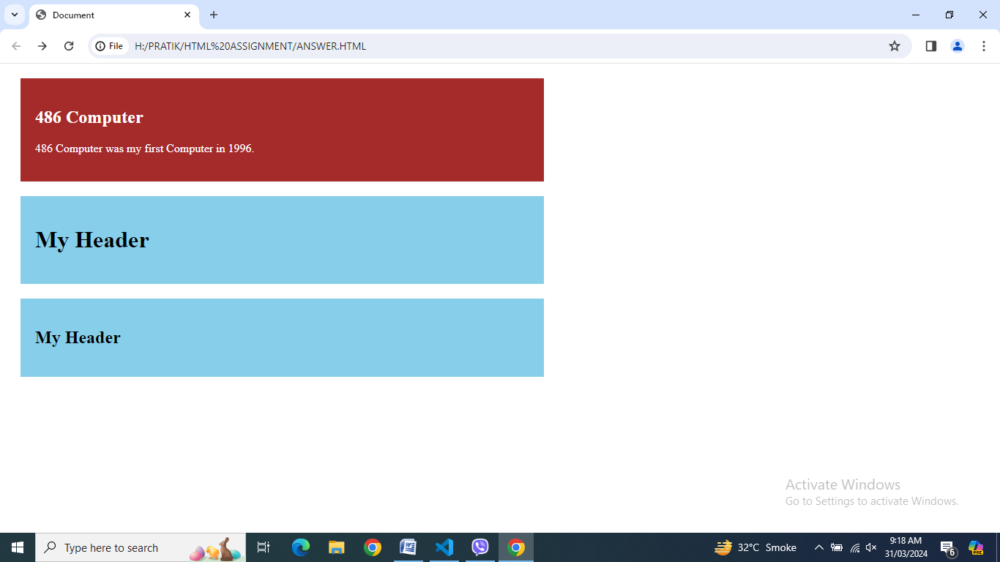 Document
File
H:/PRATIK/HTML%20ASSIGNMENT/ANSWER.HTML
486 Computer
486 Computer was my first Computer in 1996.
My Header
My Header
Activate Windows
Go to Settings to activate Windows.
Type here to search
32°C Smoke
9:18 AM
31/03/2024
6
PRE